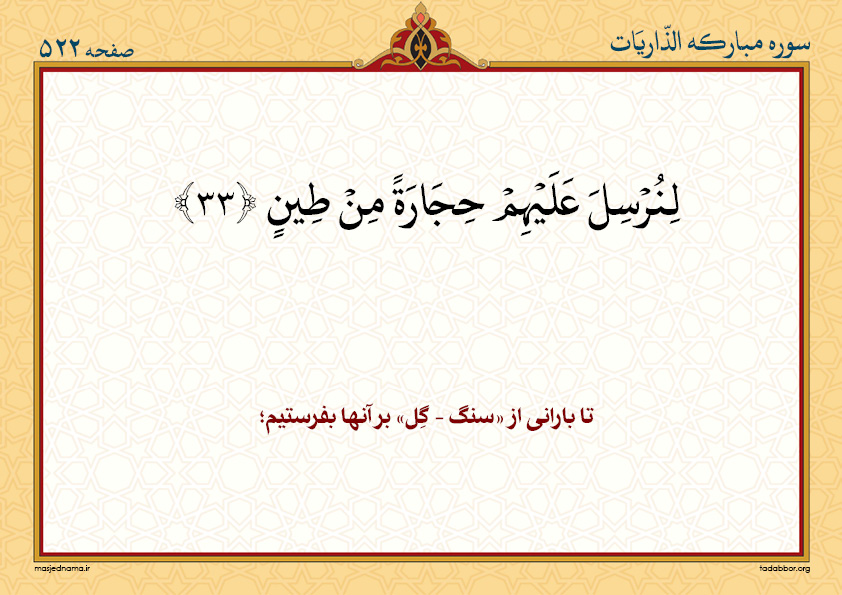 سوره مبارکه الذّاریَات
صفحه ۵۲۲
لِنُرْسِلَ عَلَيْهِمْ حِجَارَةً مِنْ طِينٍ ﴿۳۳﴾
تا بارانی از «سنگ - گِل» بر آنها بفرستیم؛
masjednama.ir
tadabbor.org